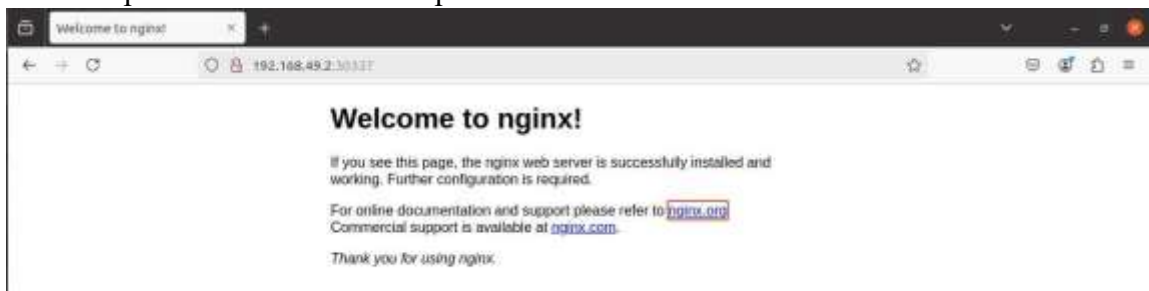 Welcome to nginx!
192.168.49.2:30337
Welcome to nginx!
If you see this page, the nginx web server is successfully installed and
working. Further configuration is required.
For online documentation and support please refer to nginx.org
Commercial support is available at nginx.com.
Thank you for using nginx.